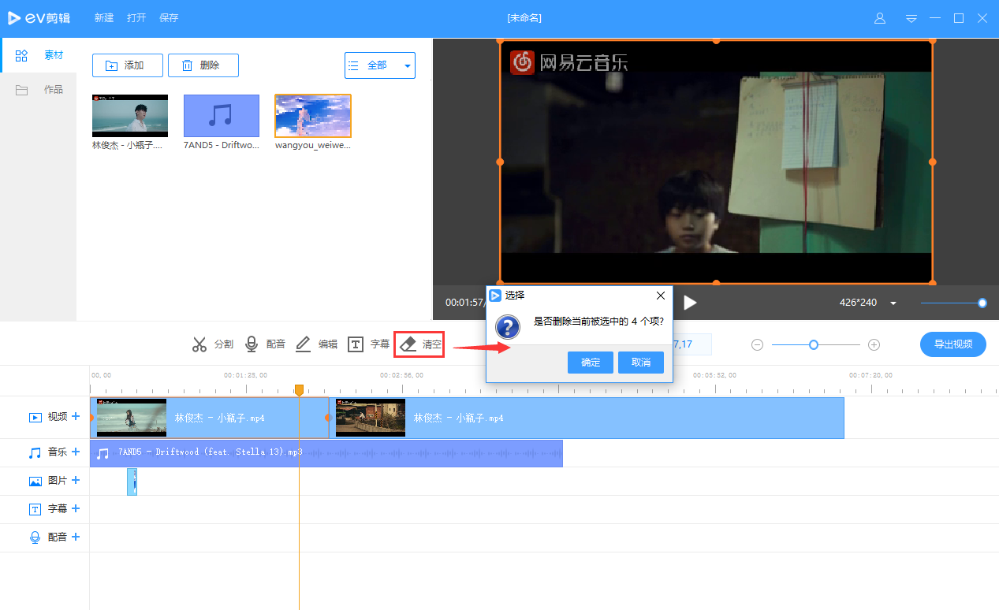 EV剪辑 新建 打开 保存 [未命名]
素材
作品
添加 删除 全部
林俊杰 - 小瓶子....
7AND5 - Driftwo...
wangyou_weiwe...
网易云音乐
00:01:57/
426*240
选择
是否删除当前被选中的 4 个项?
确定 取消
分割 配音 编辑 字幕 清空
7,17
导出视频
00, 00 00:01:28, 00 00:02:56, 00 00:05:52, 00 00:07:20, 00
视频 林俊杰 - 小瓶子.mp4 林俊杰 - 小瓶子.mp4
音乐 7AND5 - Driftwood (feat. Stella 13).mp3
图片
字幕
配音